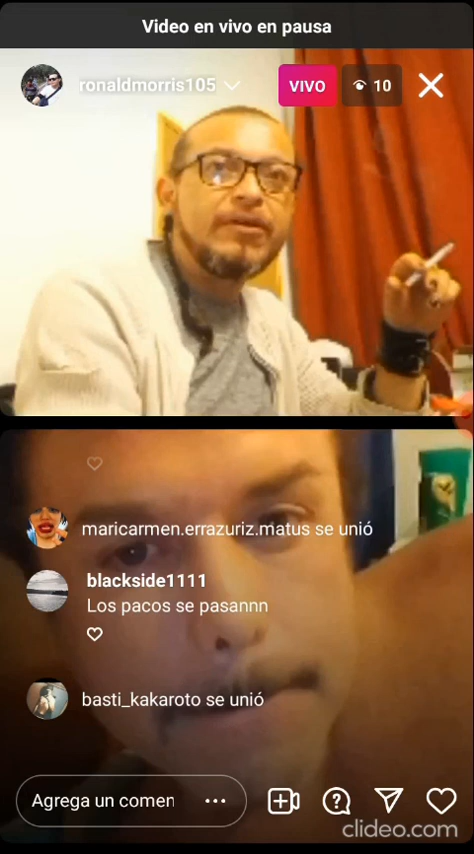 Video en vivo en pausa
ronaldmorris105
VIVO
10
maricarmen.errazuriz.matus se unió
blackside1111
Los pacos se pasannn
basti_kakaroto se unió
Agrega un comen
clideo.com